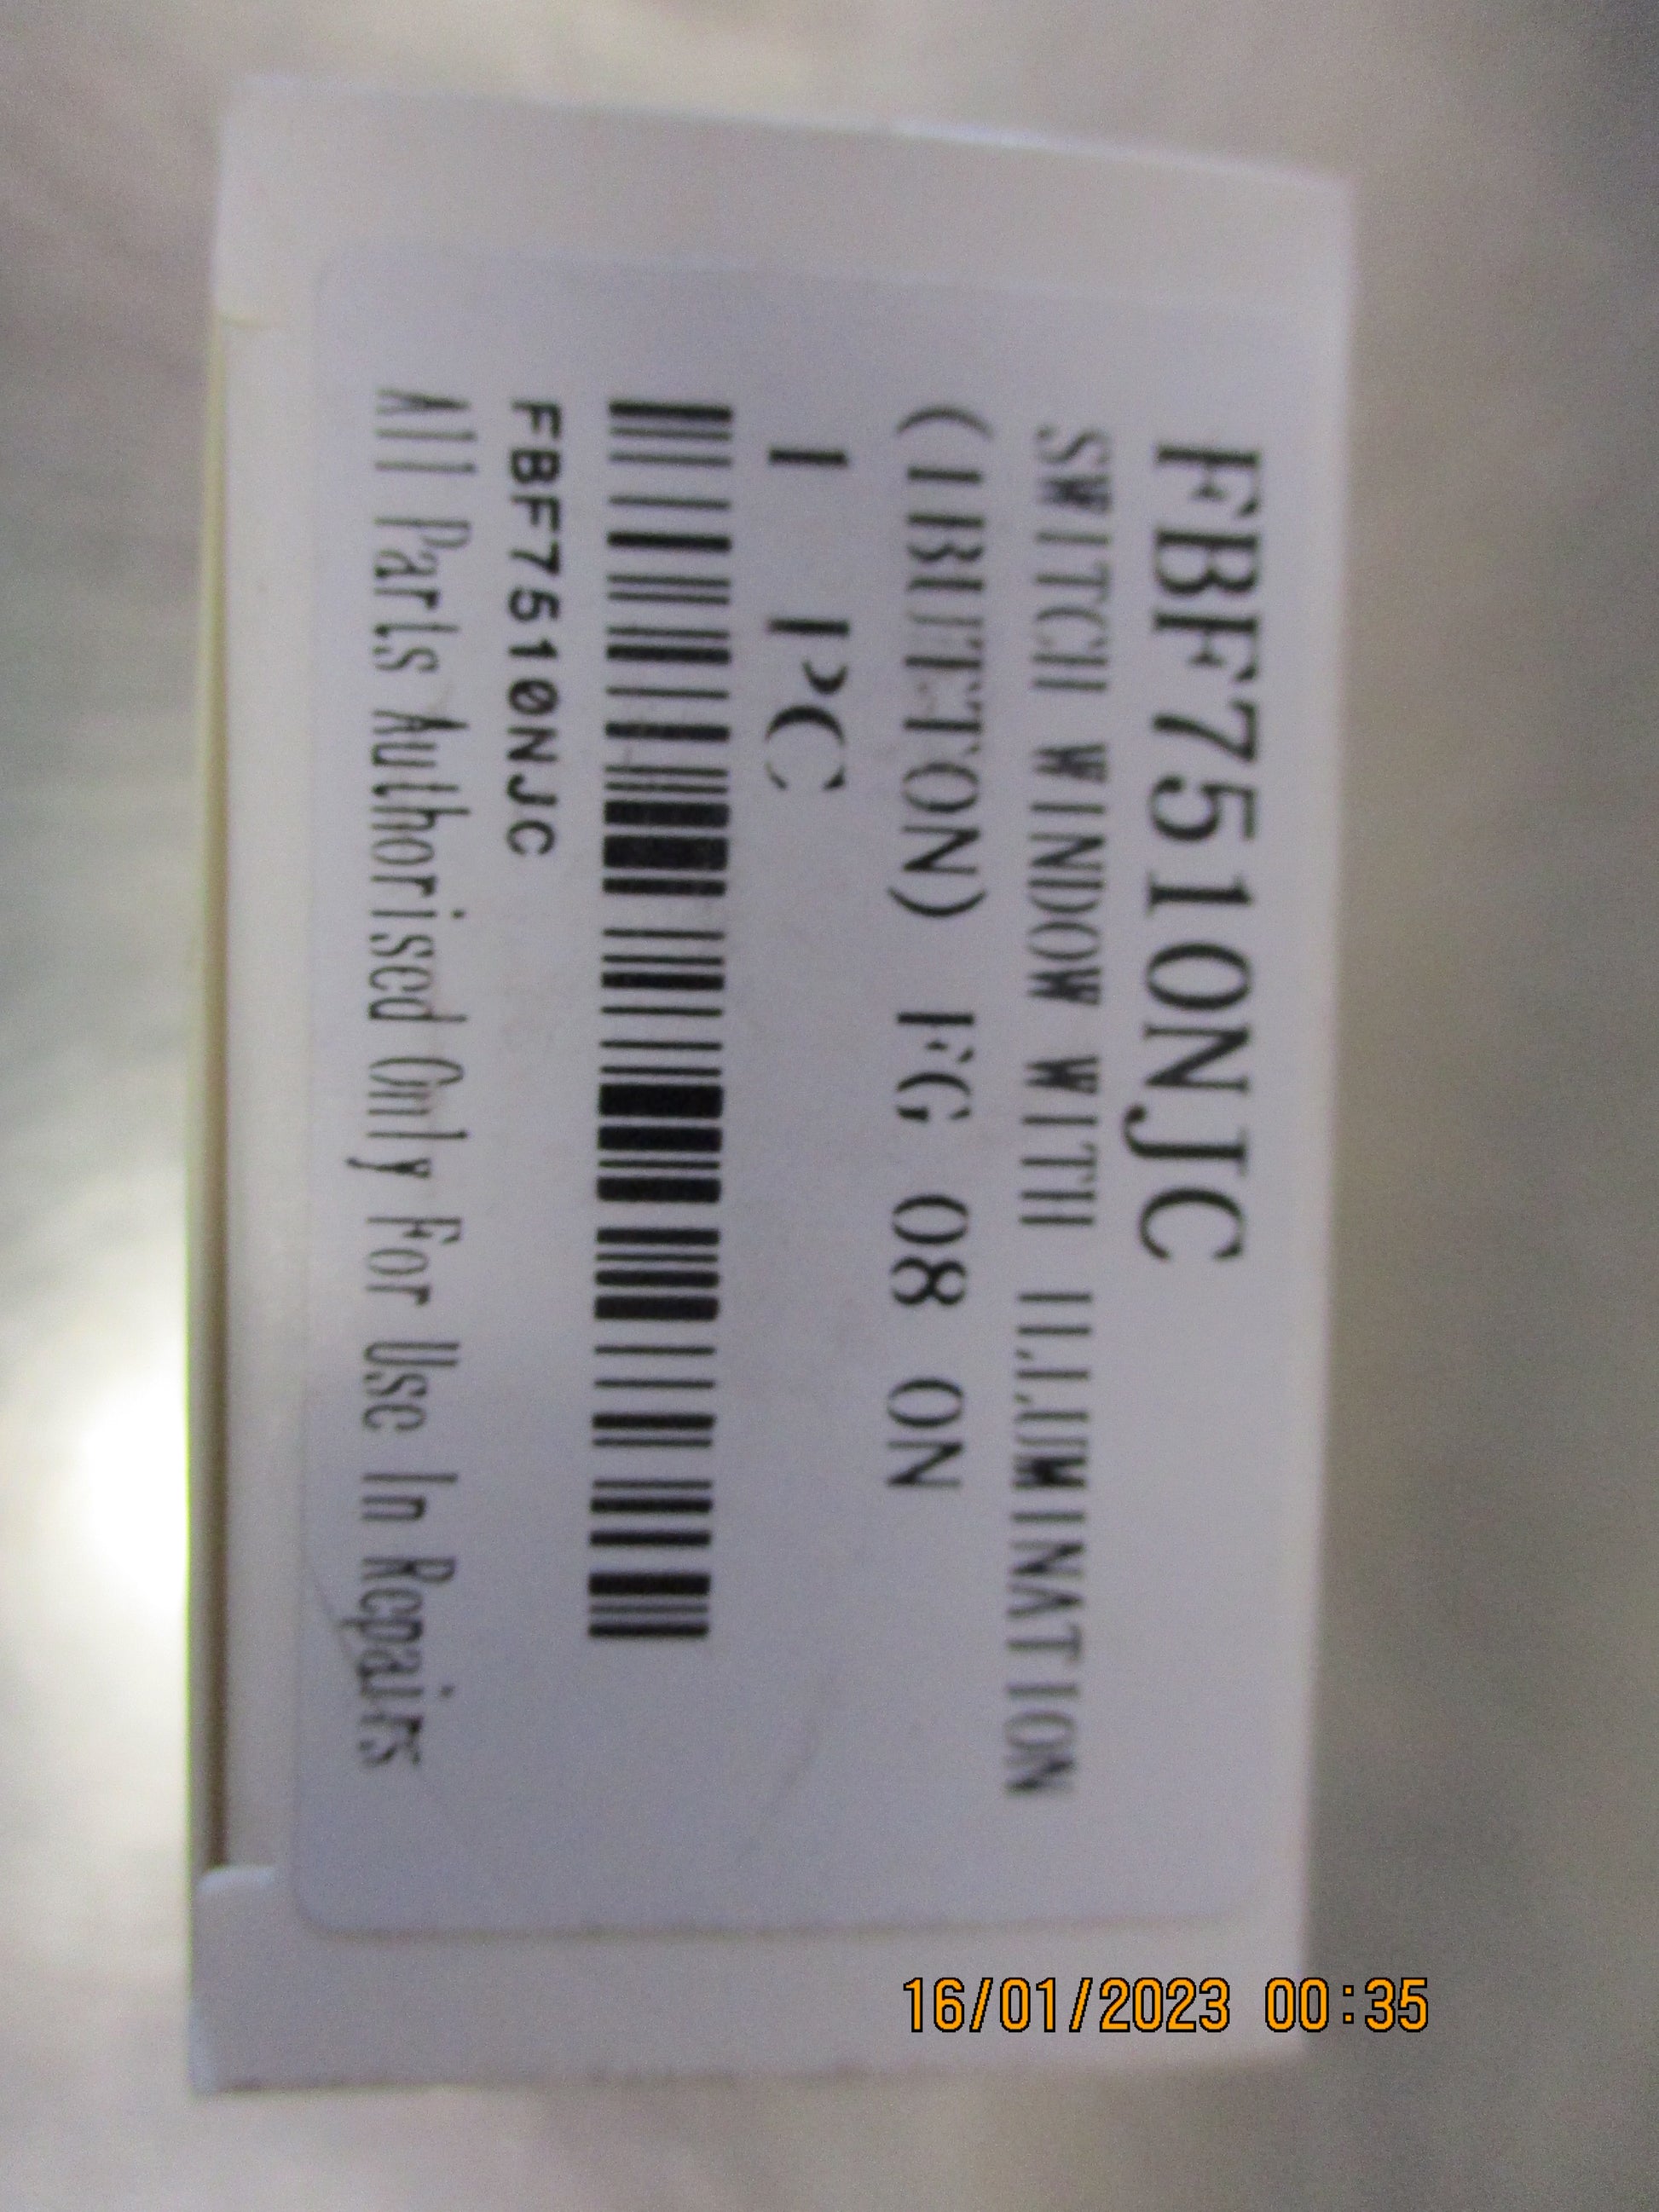 FBF7510NJC
SWITCH WINDOW WITH ILLUMINATION
(1BUTTON) FG 08 ON
1 PC
FBF7510NJC
All Parts Authorised Only For Use In Repairs
16/01/2023 00:35